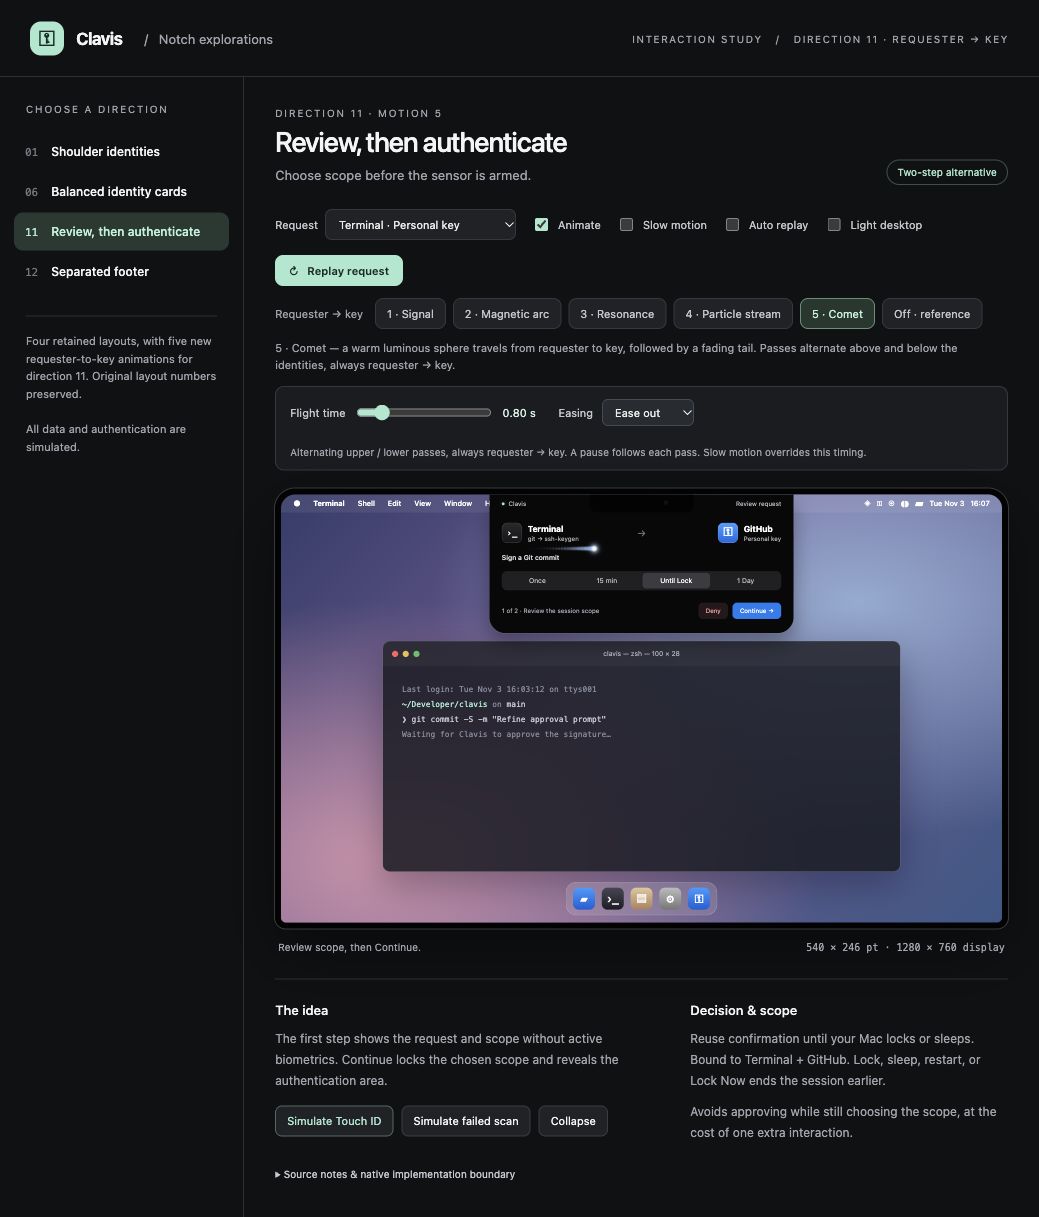 Clavis / Notch explorations
INTERACTION STUDY / DIRECTION 11 · REQUESTER → KEY
CHOOSE A DIRECTION
01 Shoulder identities
06 Balanced identity cards
11 Review, then authenticate
12 Separated footer
Four retained layouts, with five new
requester-to-key animations for
direction 11. Original layout numbers
preserved.
All data and authentication are
simulated.
DIRECTION 11 · MOTION 5
Review, then authenticate
Choose scope before the sensor is armed.
Two-step alternative
Request Terminal · Personal key Animate Slow motion Auto replay Light desktop
↻ Replay request
Requester → key 1 · Signal 2 · Magnetic arc 3 · Resonance 4 · Particle stream 5 · Comet Off · reference
5 · Comet — a warm luminous sphere travels from requester to key, followed by a fading tail. Passes alternate above and below the
identities, always requester → key.
Flight time 0.80 s Easing Ease out
Alternating upper / lower passes, always requester → key. A pause follows each pass. Slow motion overrides this timing.
Terminal Shell Edit View Window H
Clavis Review request
Tue Nov 3 16:07
>_ Terminal → GitHub
git → ssh-keygen Personal key
Sign a Git commit
Once 15 min Until Lock 1 Day
1 of 2 · Review the session scope Deny Continue →
clavis — zsh — 100 × 28
Last login: Tue Nov 3 16:03:12 on ttys001
~/Developer/clavis on main
❯ git commit -S -m "Refine approval prompt"
Waiting for Clavis to approve the signature…
>_
Review scope, then Continue.
540 × 246 pt · 1280 × 760 display
The idea
The first step shows the request and scope without active
biometrics. Continue locks the chosen scope and reveals the
authentication area.
Simulate Touch ID Simulate failed scan Collapse
Decision & scope
Reuse confirmation until your Mac locks or sleeps.
Bound to Terminal + GitHub. Lock, sleep, restart, or
Lock Now ends the session earlier.
Avoids approving while still choosing the scope, at the
cost of one extra interaction.
▸ Source notes & native implementation boundary